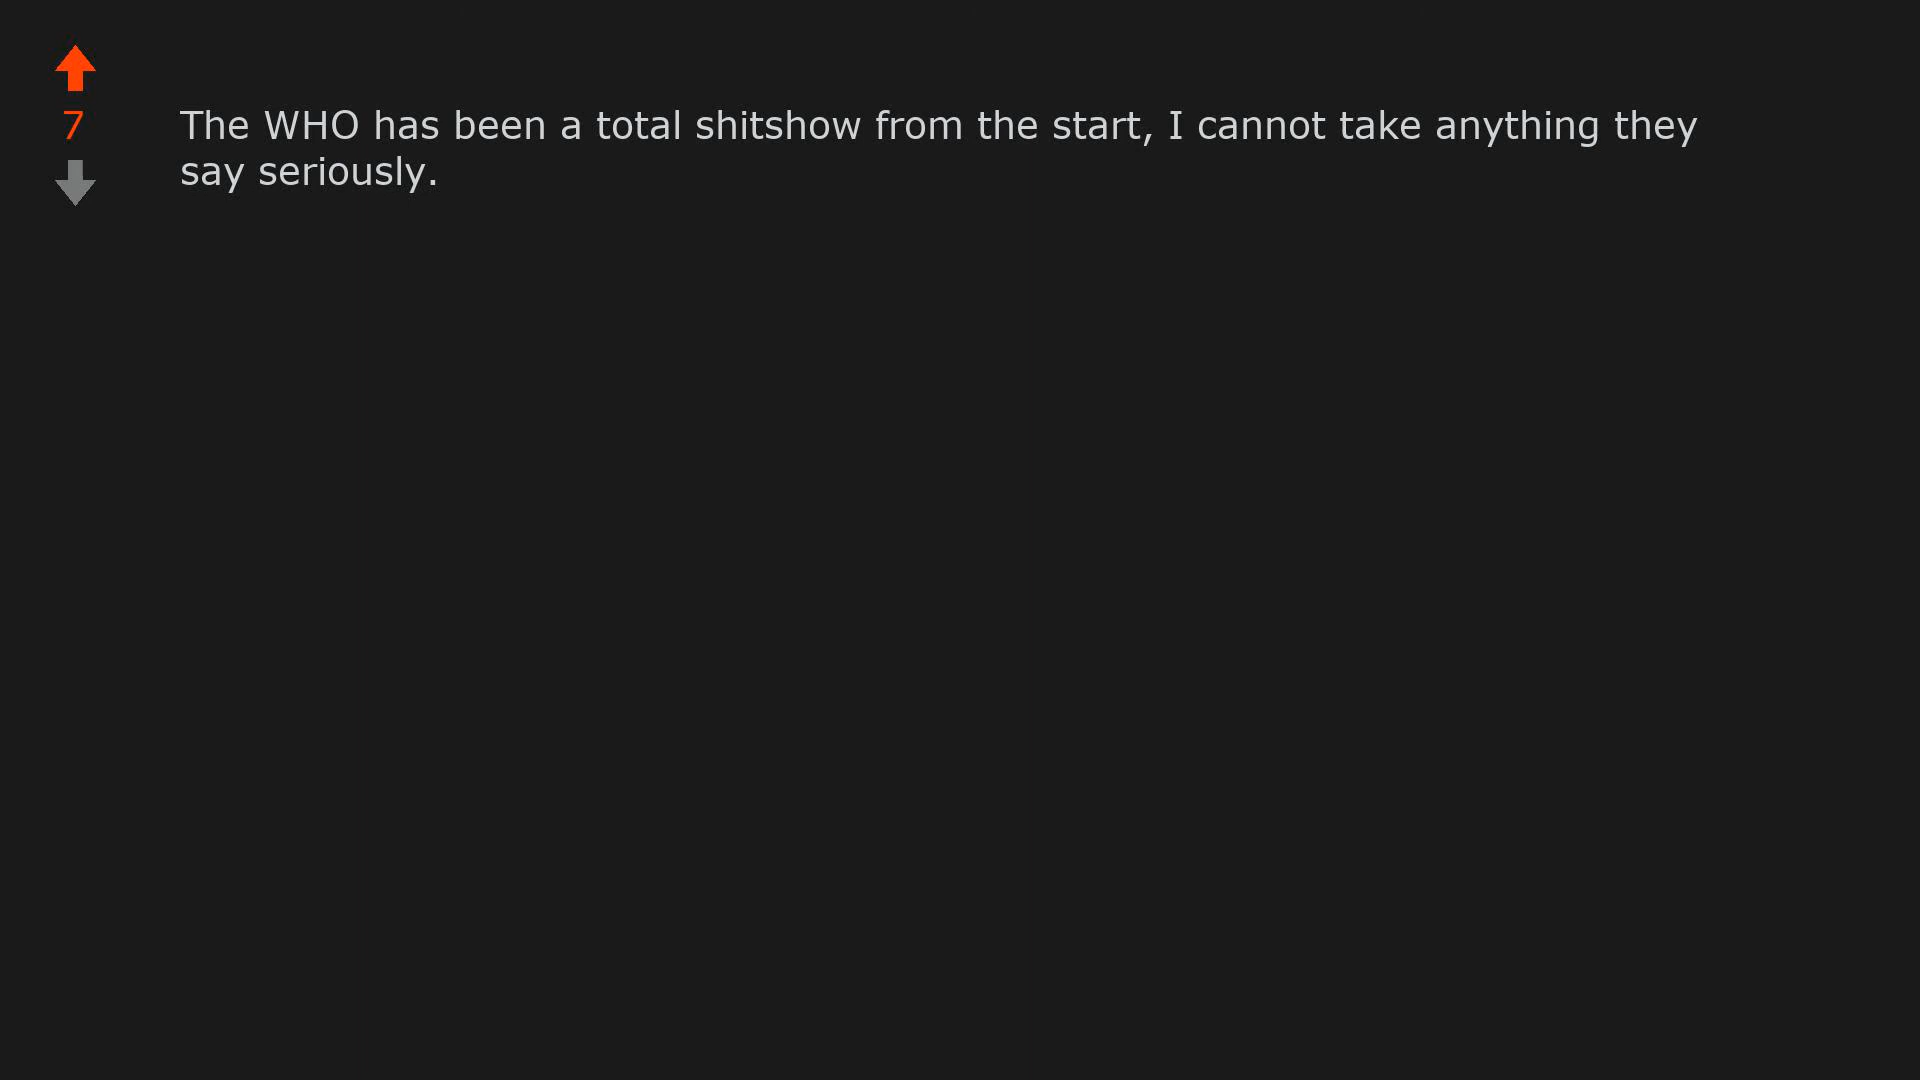 7
The WHO has been a total shitshow from the start, I cannot take anything they
say seriously.